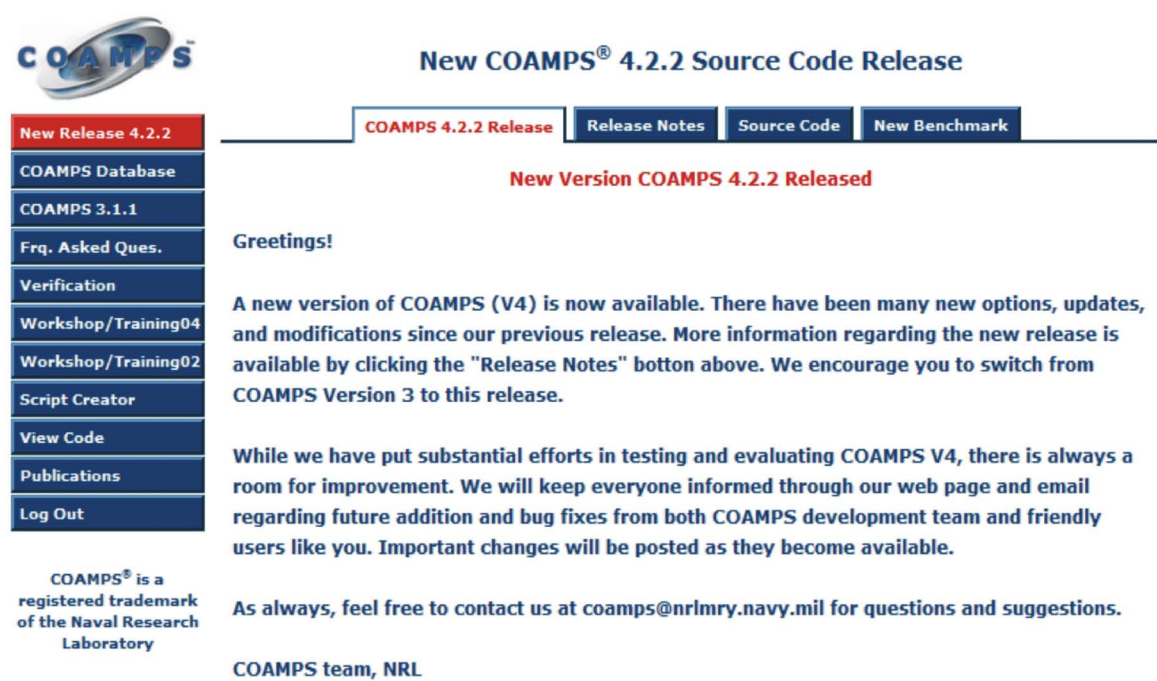 COAMPS™
New COAMPS® 4.2.2 Source Code Release
New Release 4.2.2
COAMPS Database
COAMPS 3.1.1
Frq. Asked Ques.
Verification
Workshop/Training04
Workshop/Training02
Script Creator
View Code
Publications
Log Out
COAMPS® is a
registered trademark
of the Naval Research
Laboratory
COAMPS 4.2.2 Release
Release Notes
Source Code
New Benchmark
New Version COAMPS 4.2.2 Released
Greetings!
A new version of COAMPS (V4) is now available. There have been many new options, updates,
and modifications since our previous release. More information regarding the new release is
available by clicking the "Release Notes" botton above. We encourage you to switch from
COAMPS Version 3 to this release.
While we have put substantial efforts in testing and evaluating COAMPS V4, there is always a
room for improvement. We will keep everyone informed through our web page and email
regarding future addition and bug fixes from both COAMPS development team and friendly
users like you. Important changes will be posted as they become available.
As always, feel free to contact us at coamps@nrlmry.navy.mil for questions and suggestions.
COAMPS team, NRL